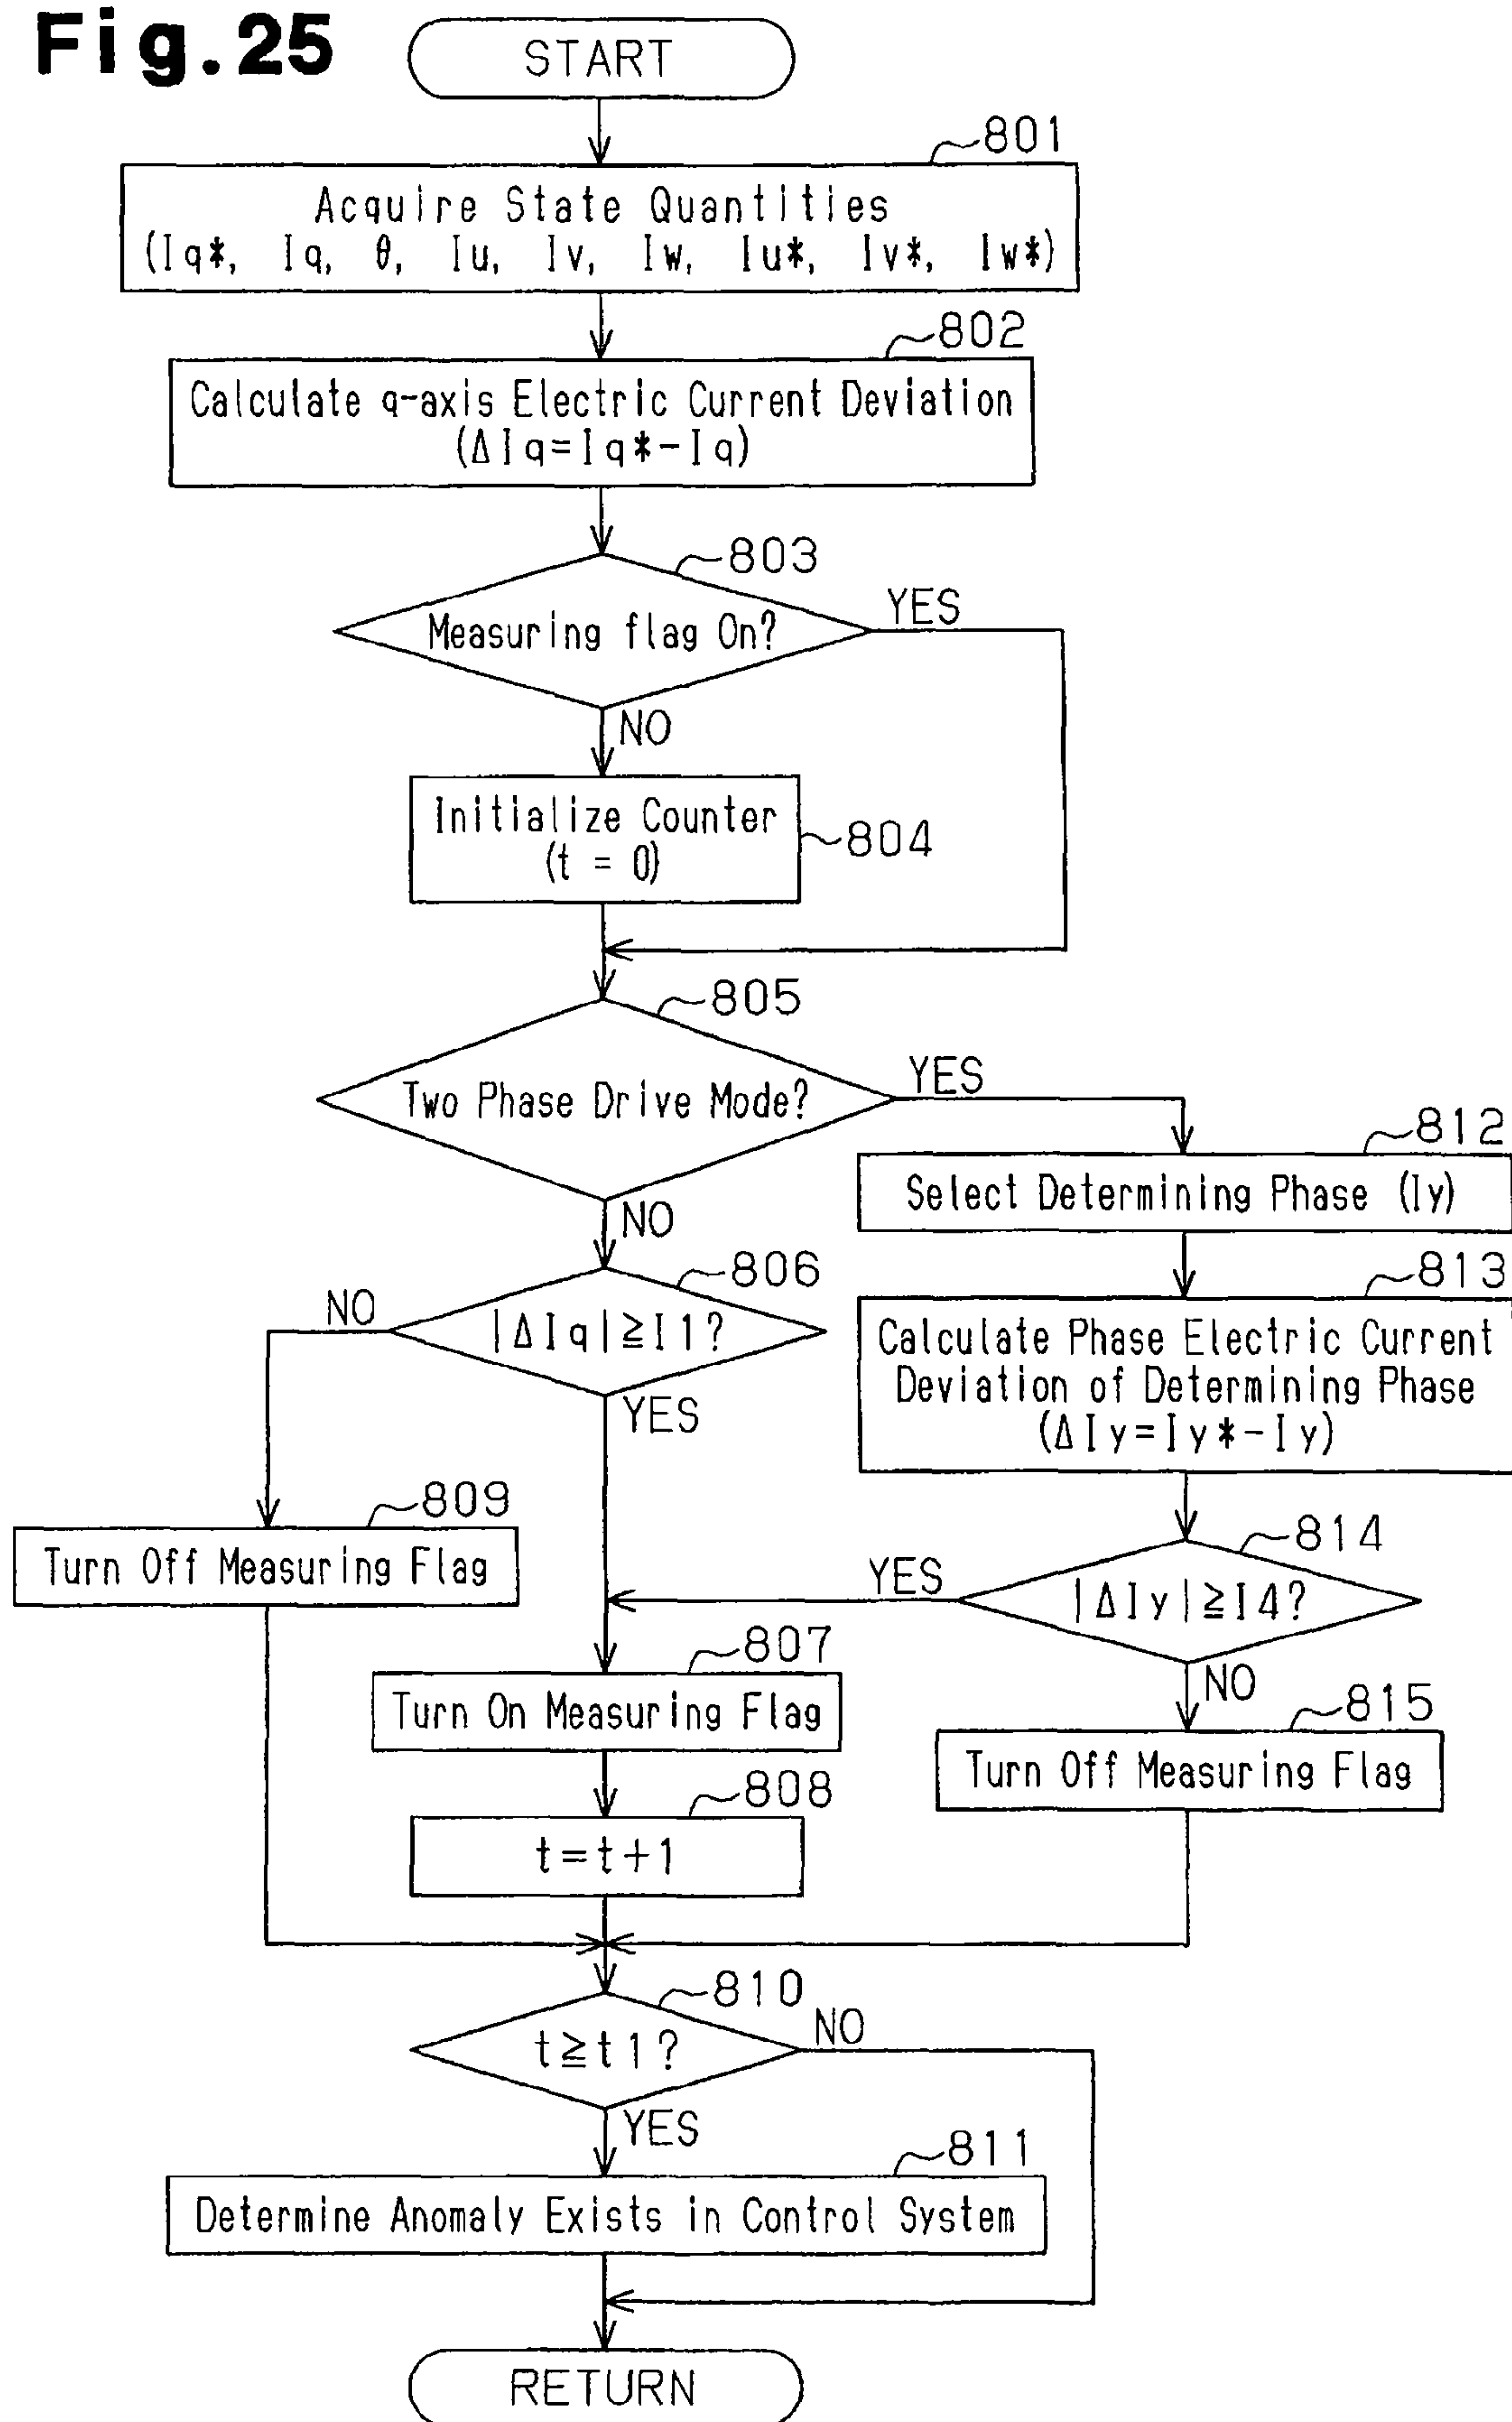 Fig.25
START
801
Acquire State Quantities
(Iq*, Iq, θ, Iu, Iv, Iw, Iu*, Iv*, Iw*)
802
Calculate q-axis Electric Current Deviation
(ΔIq=Iq*-Iq)
803
Measuring flag On?
YES
NO
Initialize Counter
(t = 0)
804
805
Two Phase Drive Mode?
YES
NO
812
Select Determining Phase (Iy)
806
|ΔIq|≧I1?
NO
YES
813
Calculate Phase Electric Current
Deviation of Determining Phase
(ΔIy=Iy*-Iy)
809
Turn Off Measuring Flag
814
|ΔIy|≧I4?
YES
NO
807
Turn On Measuring Flag
815
Turn Off Measuring Flag
808
t=t+1
810
t≧t1?
NO
YES
811
Determine Anomaly Exists in Control System
RETURN